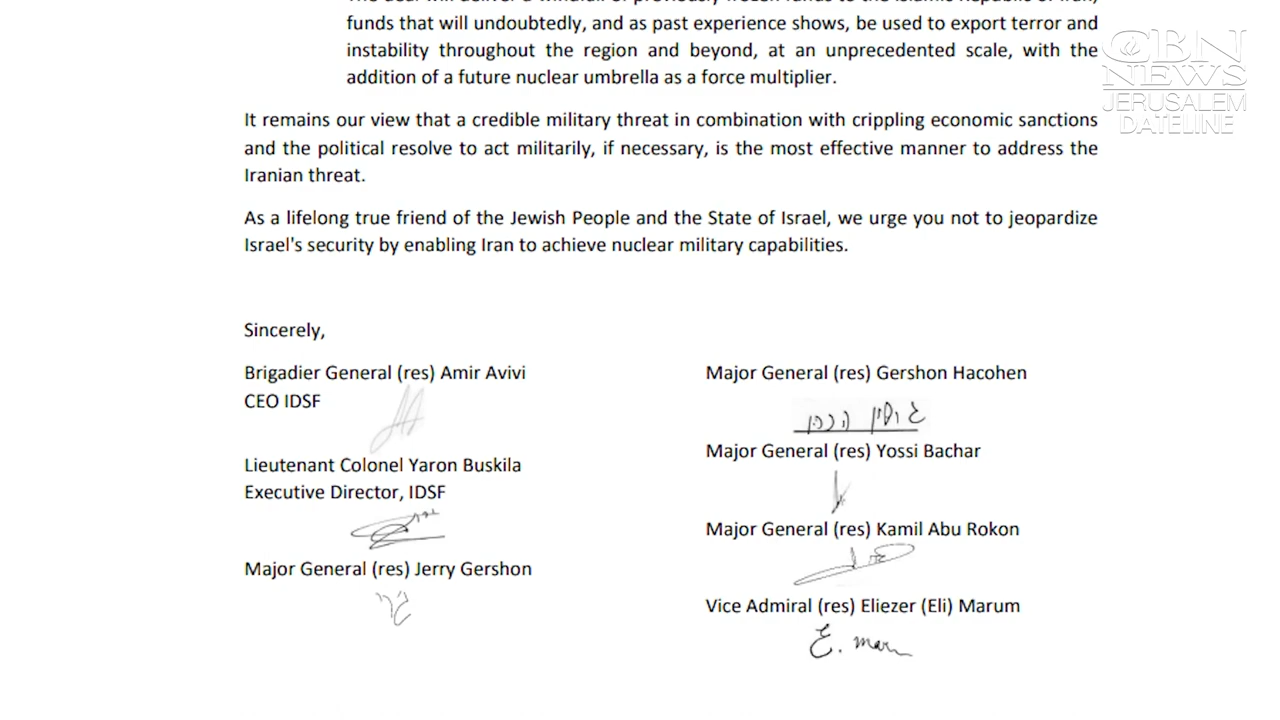 funds that will undoubtedly, and as past experience shows, be used to export terror and
instability throughout the region and beyond, at an unprecedented scale, with the
addition of a future nuclear umbrella as a force multiplier.
It remains our view that a credible military threat in combination with crippling economic sanctions
and the political resolve to act militarily, if necessary, is the most effective manner to address the
Iranian threat.
As a lifelong true friend of the Jewish People and the State of Israel, we urge you not to jeopardize
Israel's security by enabling Iran to achieve nuclear military capabilities.
Sincerely,
Brigadier General (res) Amir Avivi
CEO IDSF
Lieutenant Colonel Yaron Buskila
Executive Director, IDSF
Major General (res) Jerry Gershon
Major General (res) Gershon Hacohen
גרשון הכהן
Major General (res) Yossi Bachar
Major General (res) Kamil Abu Rokon
Vice Admiral (res) Eliezer (Eli) Marum
E. Mar
CBN
NEWS
JERUSALEM
DATELINE